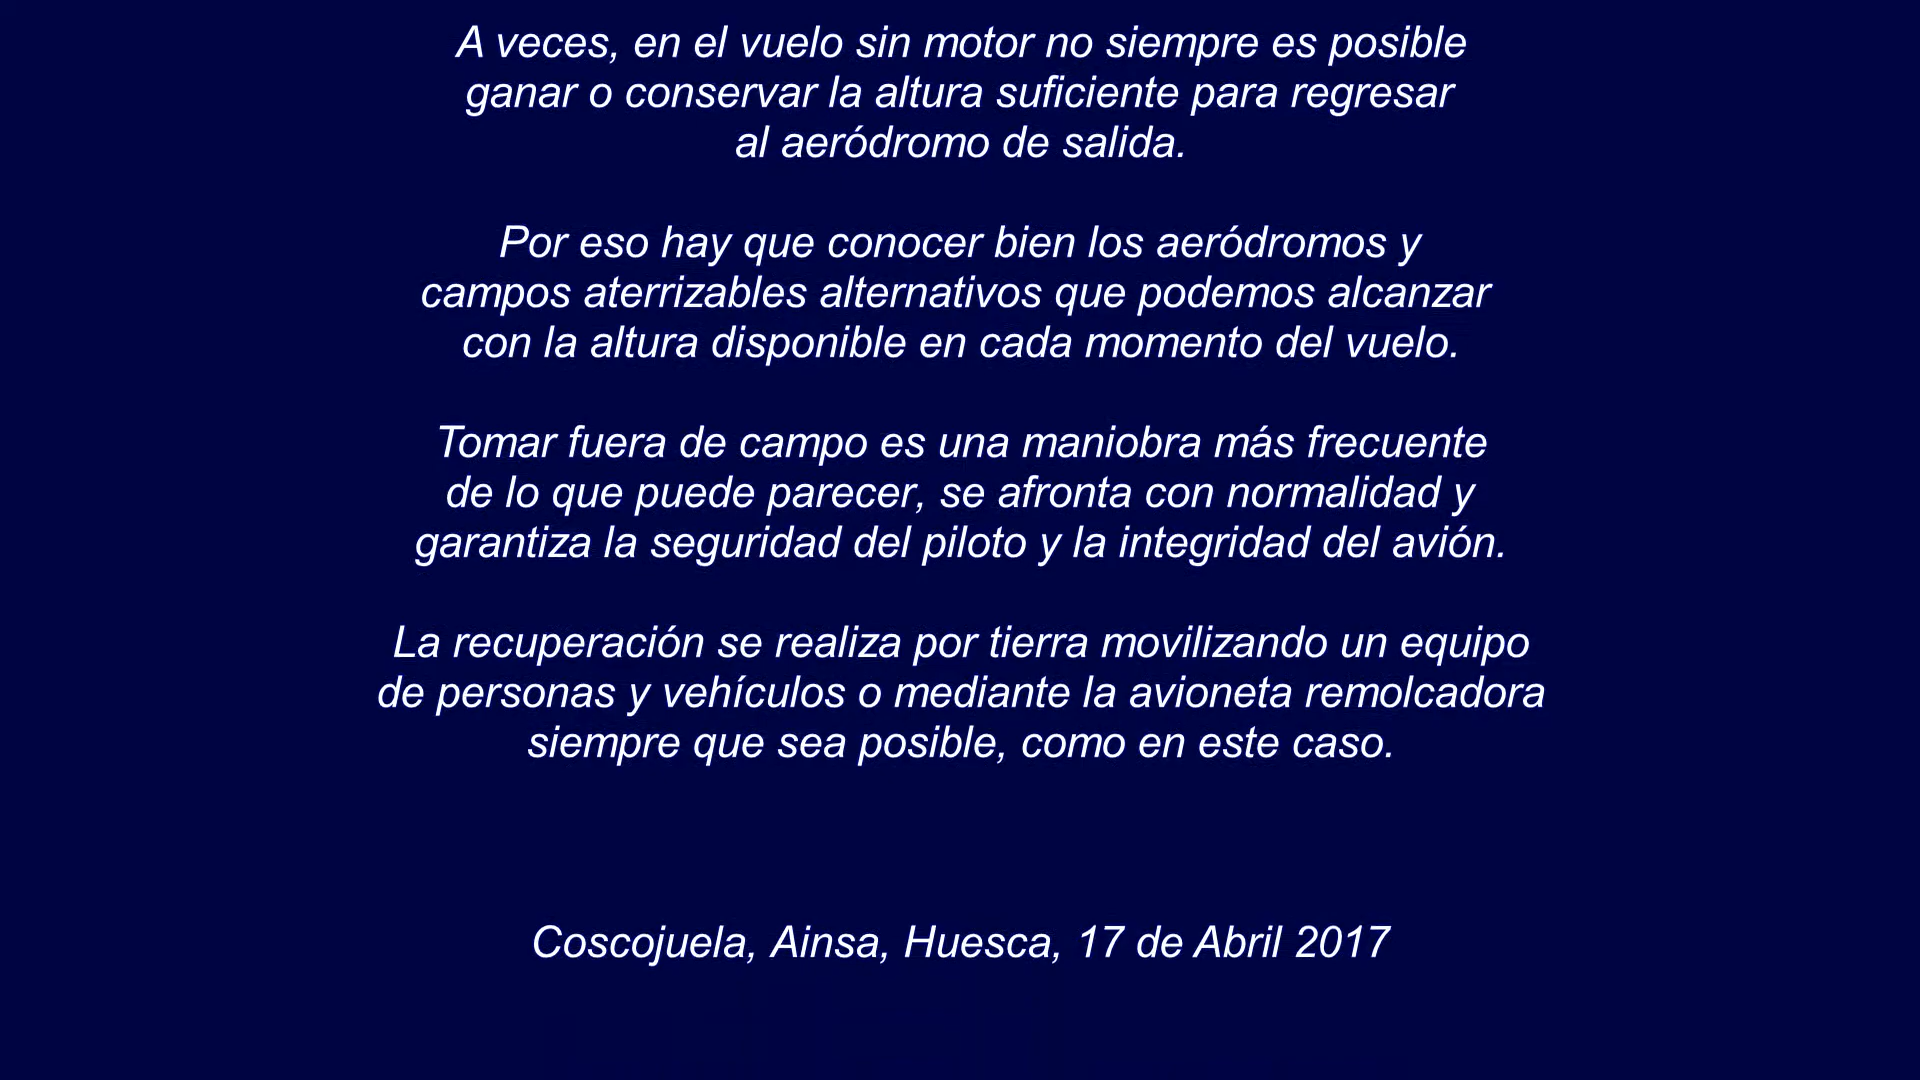 A veces, en el vuelo sin motor no siempre es posible
ganar o conservar la altura suficiente para regresar
al aeródromo de salida.
Por eso hay que conocer bien los aeródromos y
campos aterrizables alternativos que podemos alcanzar
con la altura disponible en cada momento del vuelo.
Tomar fuera de campo es una maniobra más frecuente
de lo que puede parecer, se afronta con normalidad y
garantiza la seguridad del piloto y la integridad del avión.
La recuperación se realiza por tierra movilizando un equipo
de personas y vehículos o mediante la avioneta remolcadora
siempre que sea posible, como en este caso.
Coscojuela, Ainsa, Huesca, 17 de Abril 2017